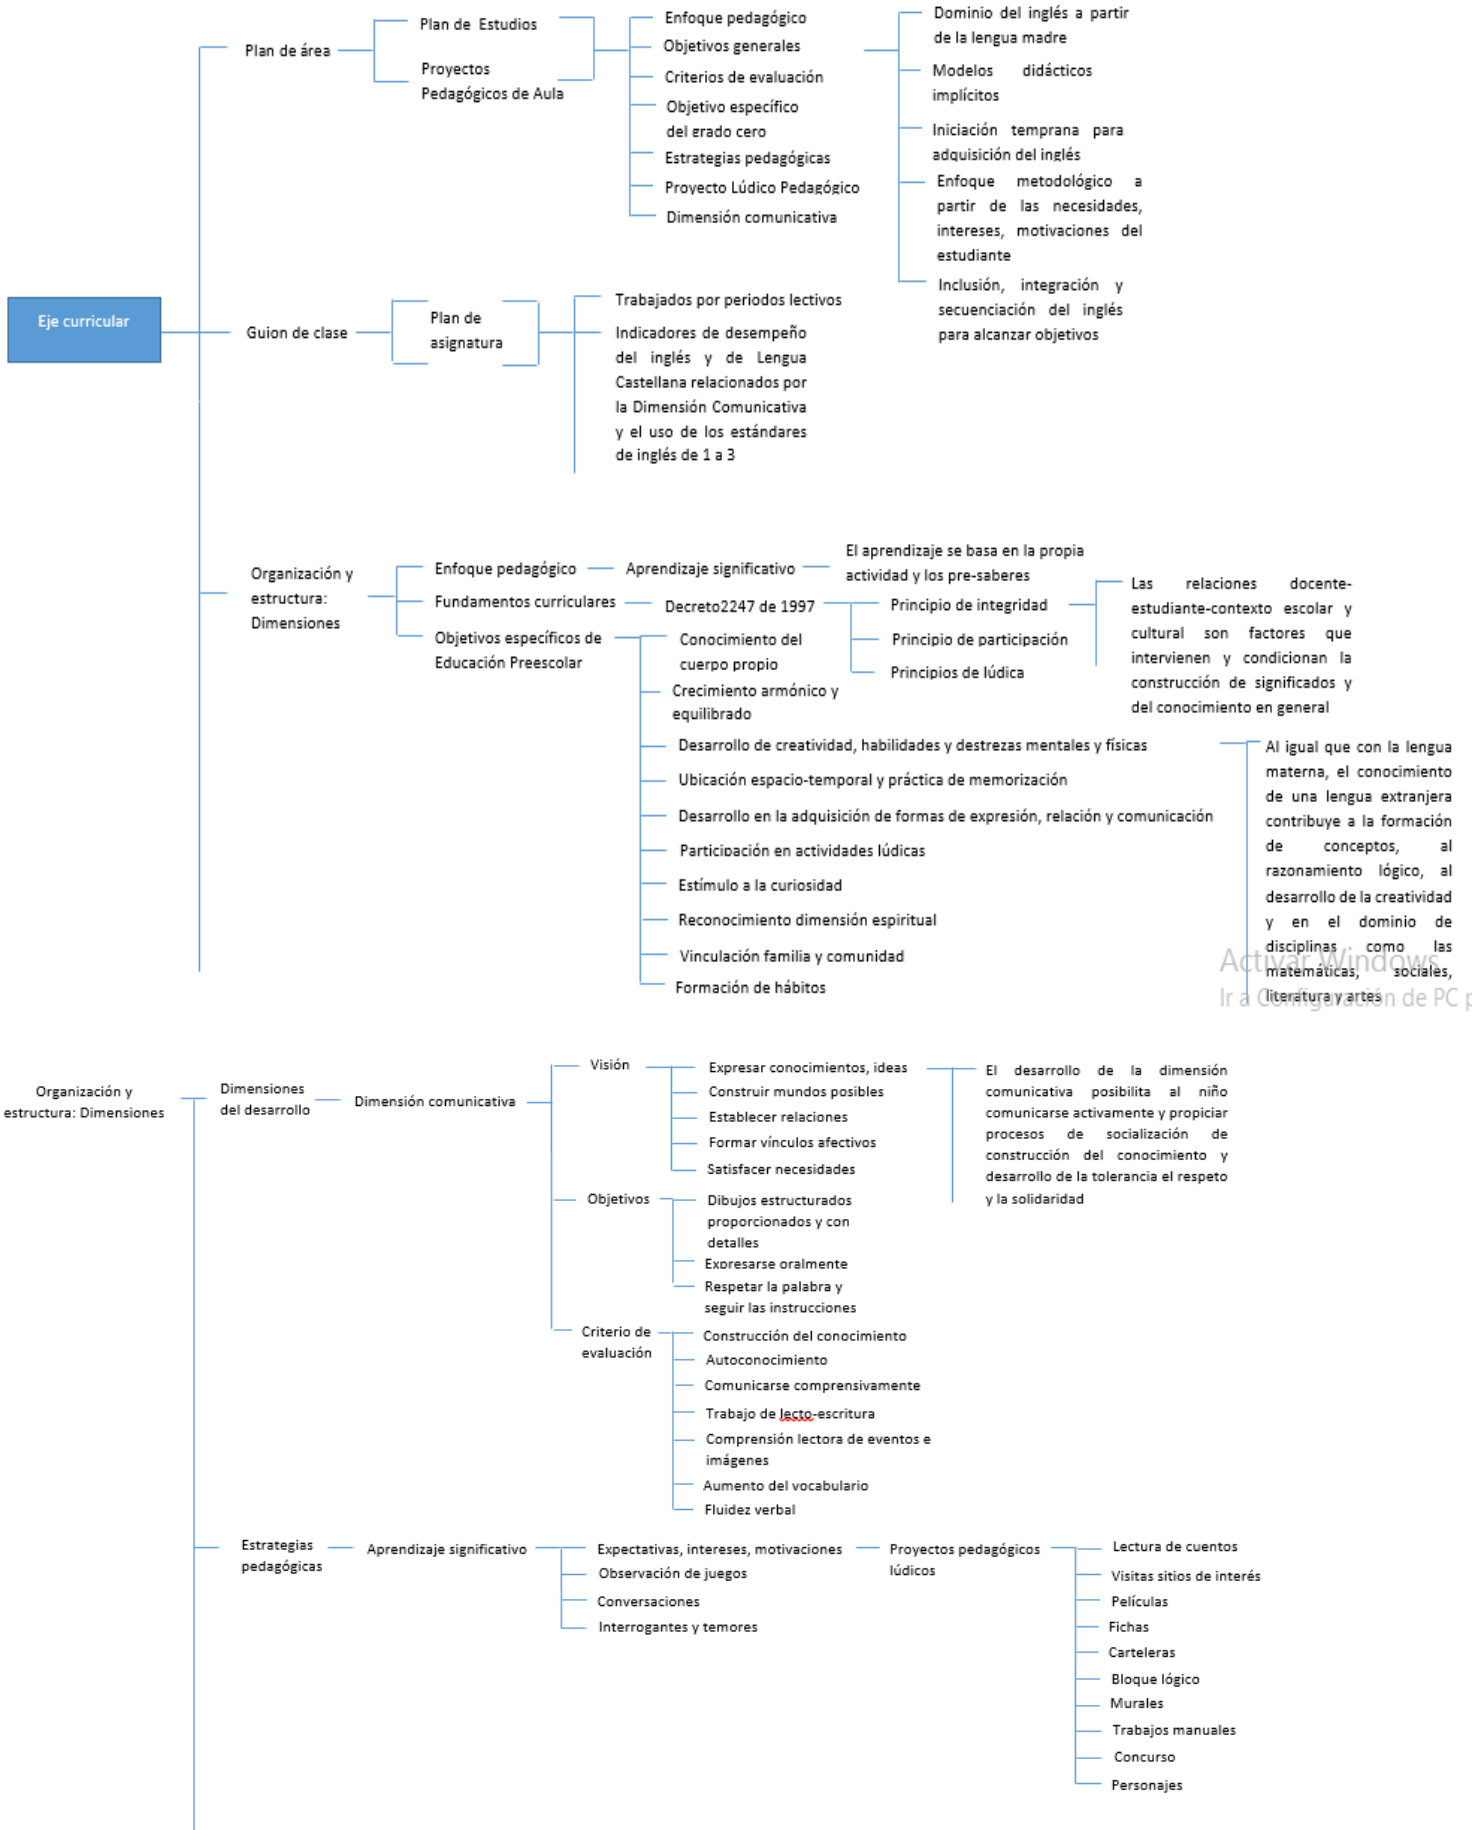 Eje curricular
Plan de área
Plan de Estudios
Proyectos
Pedagógicos de Aula
Enfoque pedagógico
Objetivos generales
Criterios de evaluación
Objetivo específico
del grado cero
Estrategias pedagógicas
Proyecto Lúdico Pedagógico
Dimensión comunicativa
Dominio del inglés a partir
de la lengua madre
Modelos didácticos
implícitos
Iniciación temprana para
adquisición del inglés
Enfoque metodológico a
partir de las necesidades,
intereses, motivaciones del
estudiante
Inclusión, integración y
secuenciación del inglés
para alcanzar objetivos
Guion de clase
Plan de
asignatura
Trabajados por periodos lectivos
Indicadores de desempeño
del inglés y de Lengua
Castellana relacionados por
la Dimensión Comunicativa
y el uso de los estándares
de inglés de 1 a 3
Organización y
estructura:
Dimensiones
Enfoque pedagógico
Aprendizaje significativo
El aprendizaje se basa en la propia
actividad y los pre-saberes
Fundamentos curriculares
Decreto2247 de 1997
Principio de integridad
Principio de participación
Principios de lúdica
Las relaciones docente-
estudiante-contexto escolar y
cultural son factores que
intervienen y condicionan la
construcción de significados y
del conocimiento en general
Objetivos específicos de
Educación Preescolar
Conocimiento del
cuerpo propio
Crecimiento armónico y
equilibrado
Desarrollo de creatividad, habilidades y destrezas mentales y físicas
Ubicación espacio-temporal y práctica de memorización
Desarrollo en la adquisición de formas de expresión, relación y comunicación
Participación en actividades lúdicas
Estímulo a la curiosidad
Reconocimiento dimensión espiritual
Vinculación familia y comunidad
Formación de hábitos
Al igual que con la lengua
materna, el conocimiento
de una lengua extranjera
contribuye a la formación
de conceptos, al
razonamiento lógico, al
desarrollo de la creatividad
y en el dominio de
disciplinas como las
matemáticas, sociales,
literatura y artes
Activar Windows
Ir a Configuración de PC p
Organización y
estructura: Dimensiones
Dimensiones
del desarrollo
Dimensión comunicativa
Visión
Expresar conocimientos, ideas
Construir mundos posibles
Establecer relaciones
Formar vínculos afectivos
Satisfacer necesidades
El desarrollo de la dimensión
comunicativa posibilita al niño
comunicarse activamente y propiciar
procesos de socialización de
construcción del conocimiento y
desarrollo de la tolerancia el respeto
y la solidaridad
Objetivos
Dibujos estructurados
proporcionados y con
detalles
Expresarse oralmente
Respetar la palabra y
seguir las instrucciones
Criterio de
evaluación
Construcción del conocimiento
Autoconocimiento
Comunicarse comprensivamente
Trabajo de lecto-escritura
Comprensión lectora de eventos e
imágenes
Aumento del vocabulario
Fluidez verbal
Estrategias
pedagógicas
Aprendizaje significativo
Expectativas, intereses, motivaciones
Observación de juegos
Conversaciones
Interrogantes y temores
Proyectos pedagógicos
lúdicos
Lectura de cuentos
Visitas sitios de interés
Películas
Fichas
Carteleras
Bloque lógico
Murales
Trabajos manuales
Concurso
Personajes